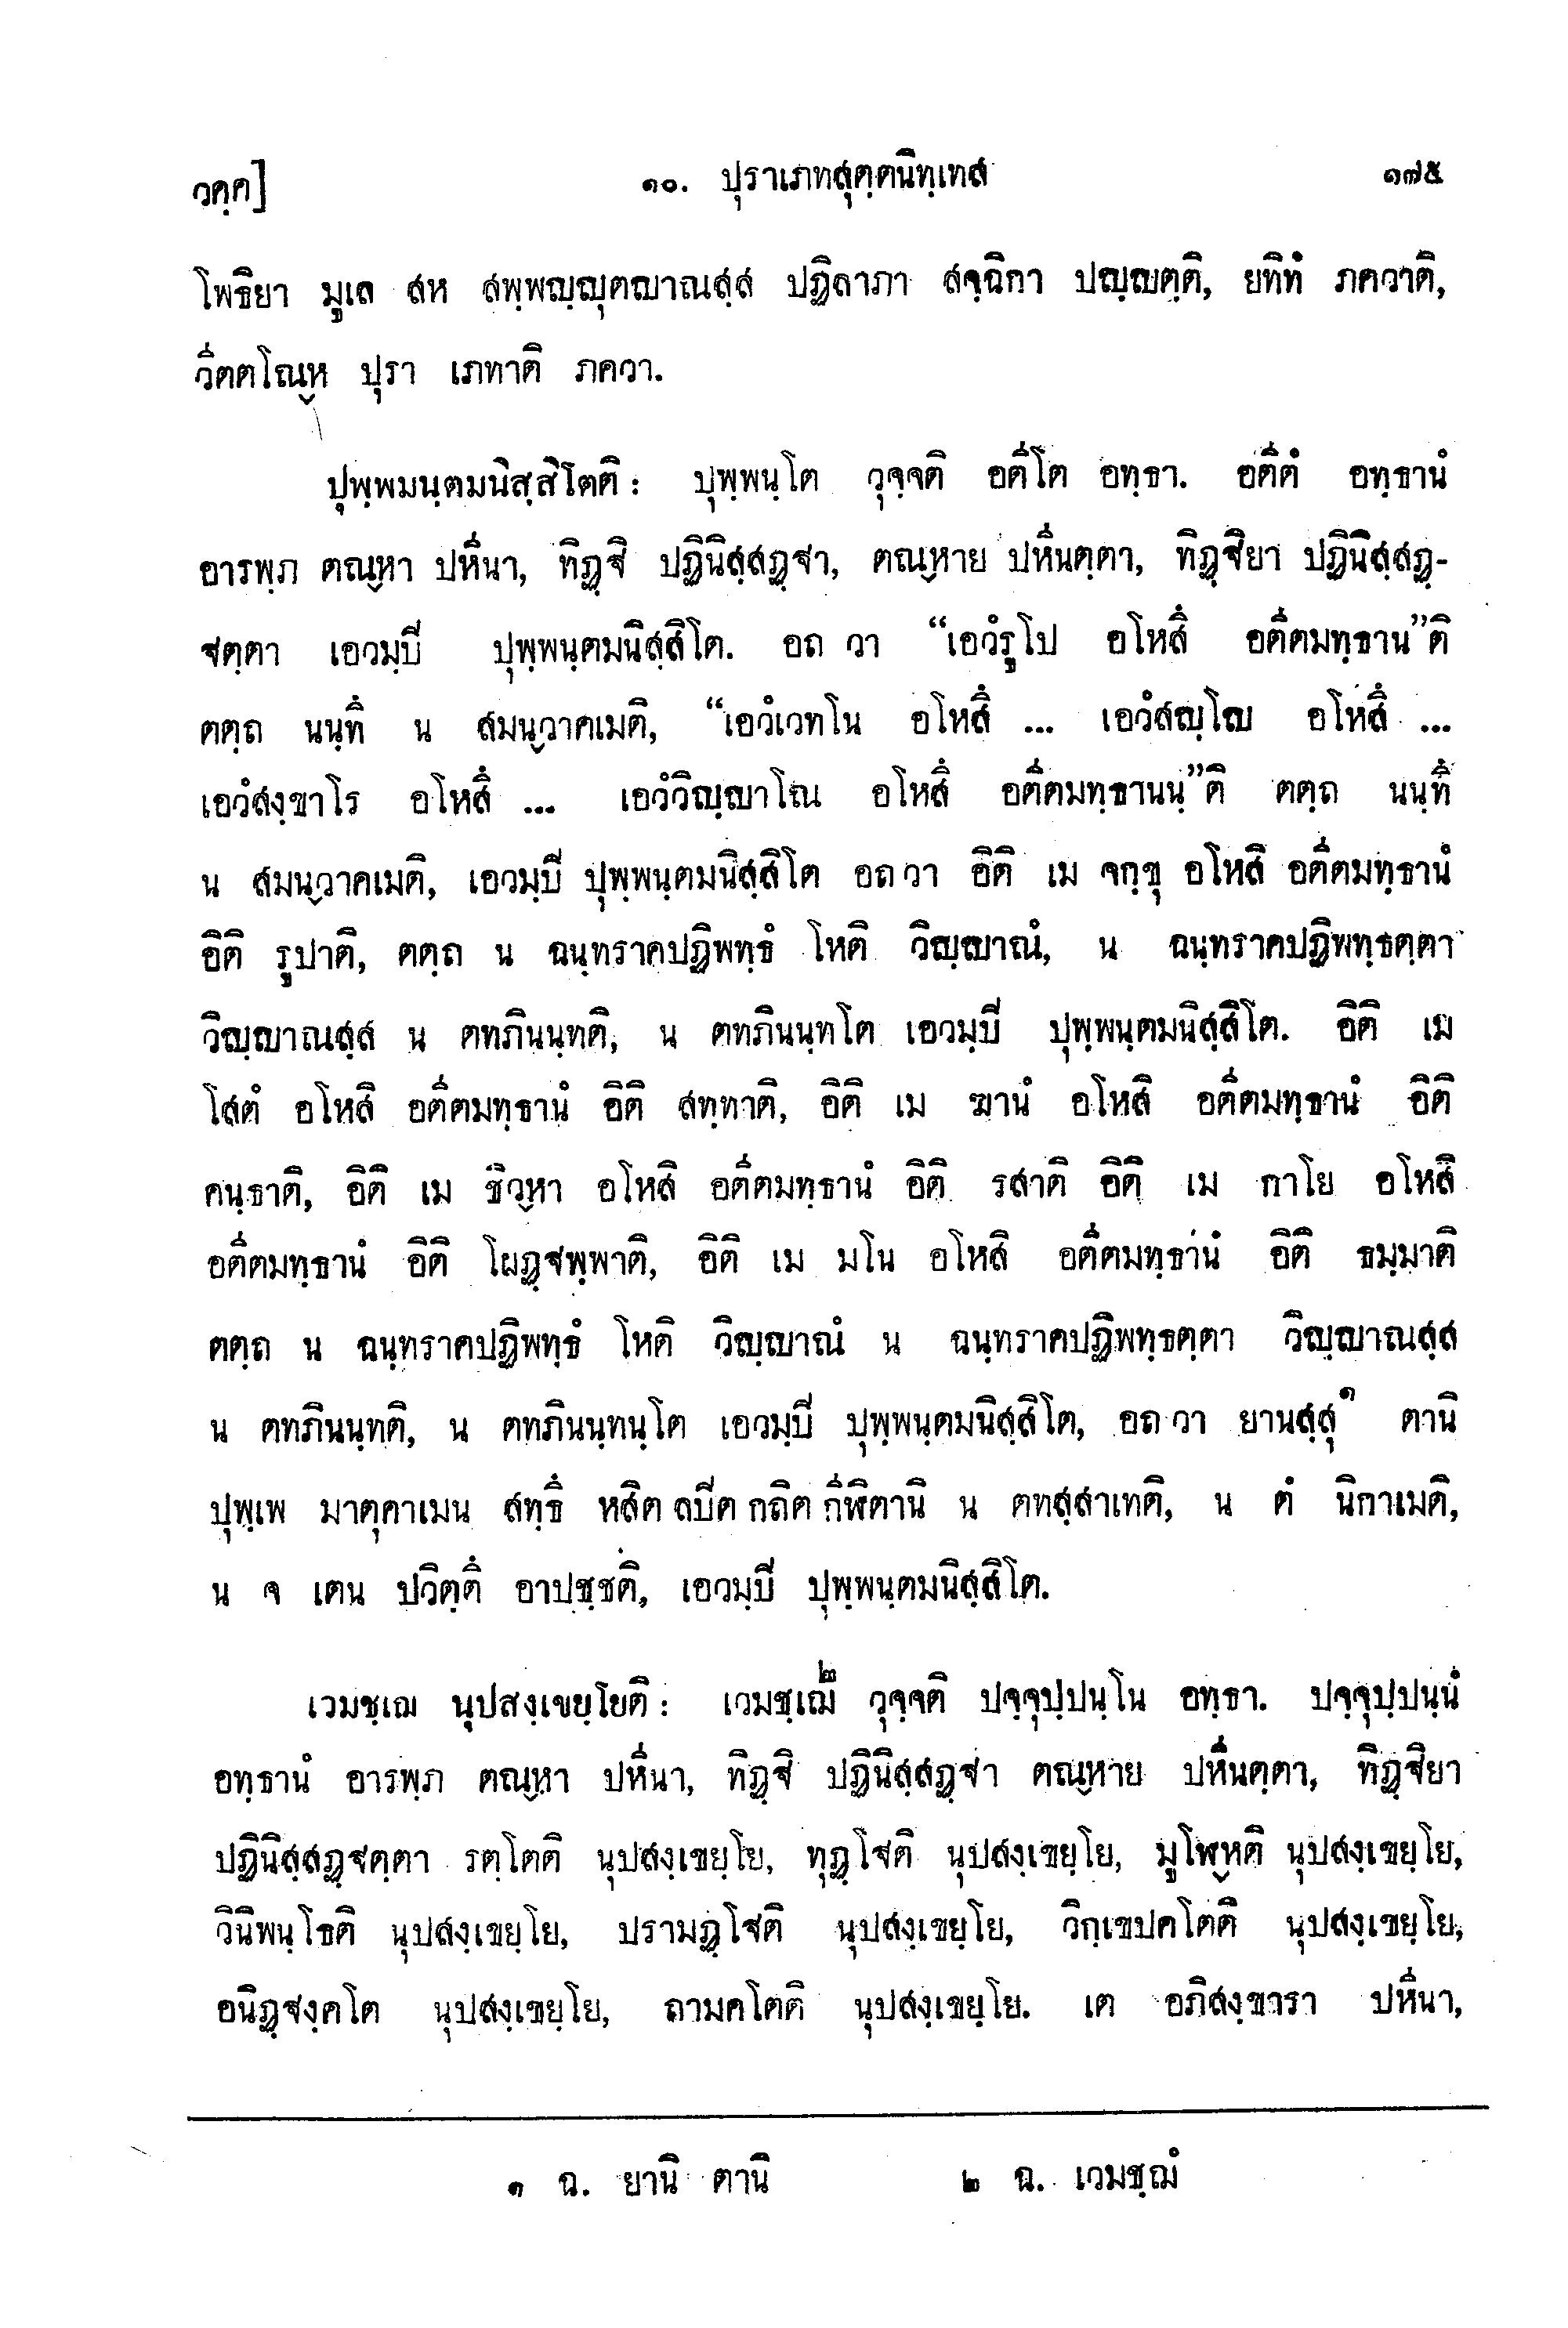 วคฺค]
๑๐. ปุราเภทสุตฺตนิทฺเทส
๑๗๕
โพธิยา มูเล สห สพฺพญฺญุตญาณสฺส ปฏิลาภา สจฺฉิกา ปญฺญตฺติ, ยทิทํ ภควาติ,
วีตตโณฺห ปุรา เภทาติ ภควา.
ปุพฺพมนฺตมนิสฺสิโตติ: ปุพฺพนฺโต วุจฺจติ อตีโต อทฺธา. อตีตํ อทฺธานํ
อารพฺภ ตณฺหา ปหีนา, ทิฏฺฐิ ปฏินิสฺสฏฺฐา, ตณฺหาย ปหีนตฺตา, ทิฏฺฐิยา ปฏินิสฺสฏฺ-
ฐตฺตา เอวมฺปิ ปุพฺพนฺตมนิสฺสิโต. อถ วา “เอวํรูโป อโหสึ อตีตมทฺธาน”ติ
ตตฺถ นนฺทึ น สมนฺวาคเมติ, “เอวํเวทโน อโหสึ ... เอวํสญฺโญ อโหสึ ...
เอวํสงฺขาโร อโหสึ ... เอวํวิญฺญาโณ อโหสึ อตีตมทฺธานนฺ”ติ ตตฺถ นนฺทึ
น สมนฺวาคเมติ, เอวมฺปิ ปุพฺพนฺตมนิสฺสิโต อถ วา อิติ เม จกฺขุ อโหสิ อตีตมทฺธานํ
อิติ รูปาติ, ตตฺถ น ฉนฺทราคปฏิพทฺธํ โหติ วิญฺญาณํ, น ฉนฺทราคปฏิพทฺธตฺตา
วิญฺญาณสฺส น ตทภินนฺทติ, น ตทภินนฺทโต เอวมฺปิ ปุพฺพนฺตมนิสฺสิโต. อิติ เม
โสตํ อโหสิ อตีตมทฺธานํ อิติ สทฺทาติ, อิติ เม ฆานํ อโหสิ อตีตมทฺธานํ อิติ
คนฺธาติ, อิติ เม ชิวฺหา อโหสิ อตีตมทฺธานํ อิติ รสาติ อิติ เม กาโย อโหสิ
อตีตมทฺธานํ อิติ โผฏฺฐพฺพาติ, อิติ เม มโน อโหสิ อตีตมทฺธานํ อิติ ธมฺมาติ
ตตฺถ น ฉนฺทราคปฏิพทฺธํ โหติ วิญฺญาณํ น ฉนฺทราคปฏิพทฺธตฺตา วิญฺญาณสฺส
น ตทภินนฺทติ, น ตทภินนฺทนฺโต เอวมฺปิ ปุพฺพนฺตมนิสฺสิโต, อถ วา ยานสฺสุ๑ ตานิ
ปุพฺเพ มาตุคาเมน สทฺธึ หสิต ลปิต กถิต กีฬิตานิ น ตทสฺสาเทติ, น ตํ นิกาเมติ,
น จ เตน ปวิตฺตึ อาปชฺชติ, เอวมฺปิ ปุพฺพนฺตมนิสฺสิโต.
เวมชฺเฌ นุปสงฺเขยฺโยติ: เวมชฺเฌํ๒ วุจฺจติ ปจฺจุปฺปนฺโน อทฺธา. ปจฺจุปฺปนฺนํ
อทฺธานํ อารพฺภ ตณฺหา ปหีนา, ทิฏฺฐิ ปฏินิสฺสฏฺฐา ตณฺหาย ปหีนตฺตา, ทิฏฺฐิยา
ปฏินิสฺสฏฺฐตฺตา รตฺโตติ นุปสงฺเขยฺโย, ทุฏฺโฐติ นุปสงฺเขยฺโย, มูโฬฺหติ นุปสงฺเขยฺโย,
วินิพนฺโธติ นุปสงฺเขยฺโย, ปรามฏฺโฐติ นุปสงฺเขยฺโย, วิกฺเขปคโตติ นุปสงฺเขยฺโย,
อนิฏฺฐงฺคโต นุปสงฺเขยฺโย, ถามคโตติ นุปสงฺเขยฺโย. เต อภิสงฺขารา ปหีนา,
๑ ฉ. ยานิ ตานิ
๒ ฉ. เวมชฺฌํ